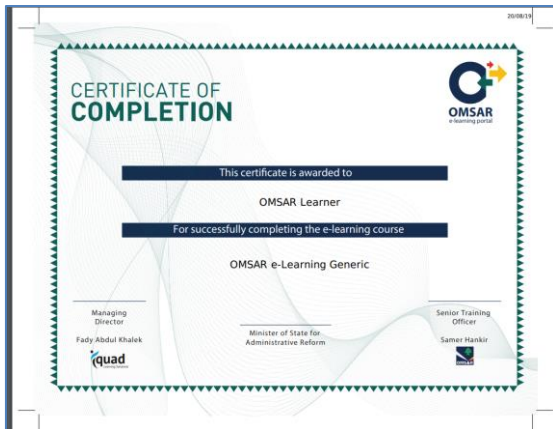 20/08/19
CERTIFICATE OF
COMPLETION
OMSAR
e-learning portal
This certificate is awarded to
OMSAR Learner
For successfully completing the e-learning course
OMSAR e-Learning Generic
Managing
Director
Fady Abdul Khalek
quad
Minister of State for
Administrative Reform
Senior Training
Officer
Samer Hankir